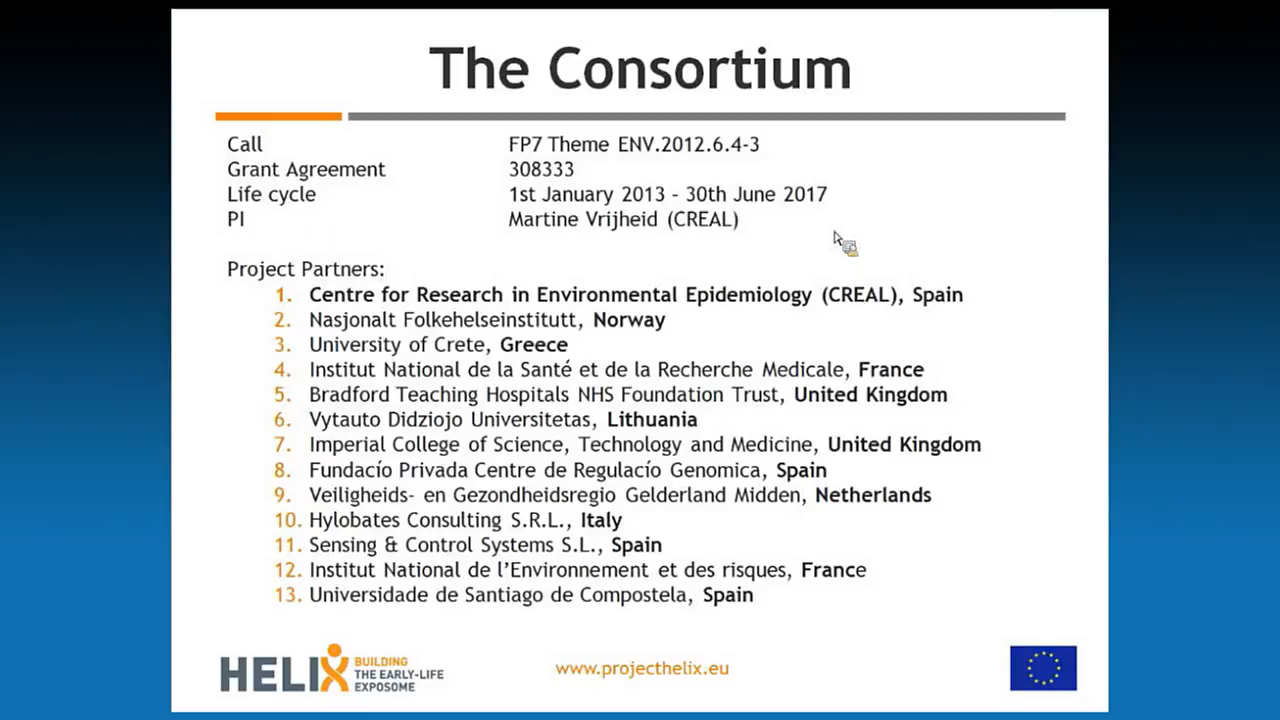 The Consortium
Call FP7 Theme ENV.2012.6.4-3
Grant Agreement 308333
Life cycle 1st January 2013 - 30th June 2017
PI Martine Vrijheid (CREAL)
Project Partners:
1. Centre for Research in Environmental Epidemiology (CREAL), Spain
2. Nasjonalt Folkehelseinstitutt, Norway
3. University of Crete, Greece
4. Institut National de la Santé et de la Recherche Medicale, France
5. Bradford Teaching Hospitals NHS Foundation Trust, United Kingdom
6. Vytauto Didziojo Universitetas, Lithuania
7. Imperial College of Science, Technology and Medicine, United Kingdom
8. Fundacío Privada Centre de Regulacío Genomica, Spain
9. Veiligheids- en Gezondheidsregio Gelderland Midden, Netherlands
10. Hylobates Consulting S.R.L., Italy
11. Sensing & Control Systems S.L., Spain
12. Institut National de l'Environnement et des risques, France
13. Universidade de Santiago de Compostela, Spain
HELIX BUILDING
THE EARLY-LIFE
EXPOSOME
www.projecthelix.eu